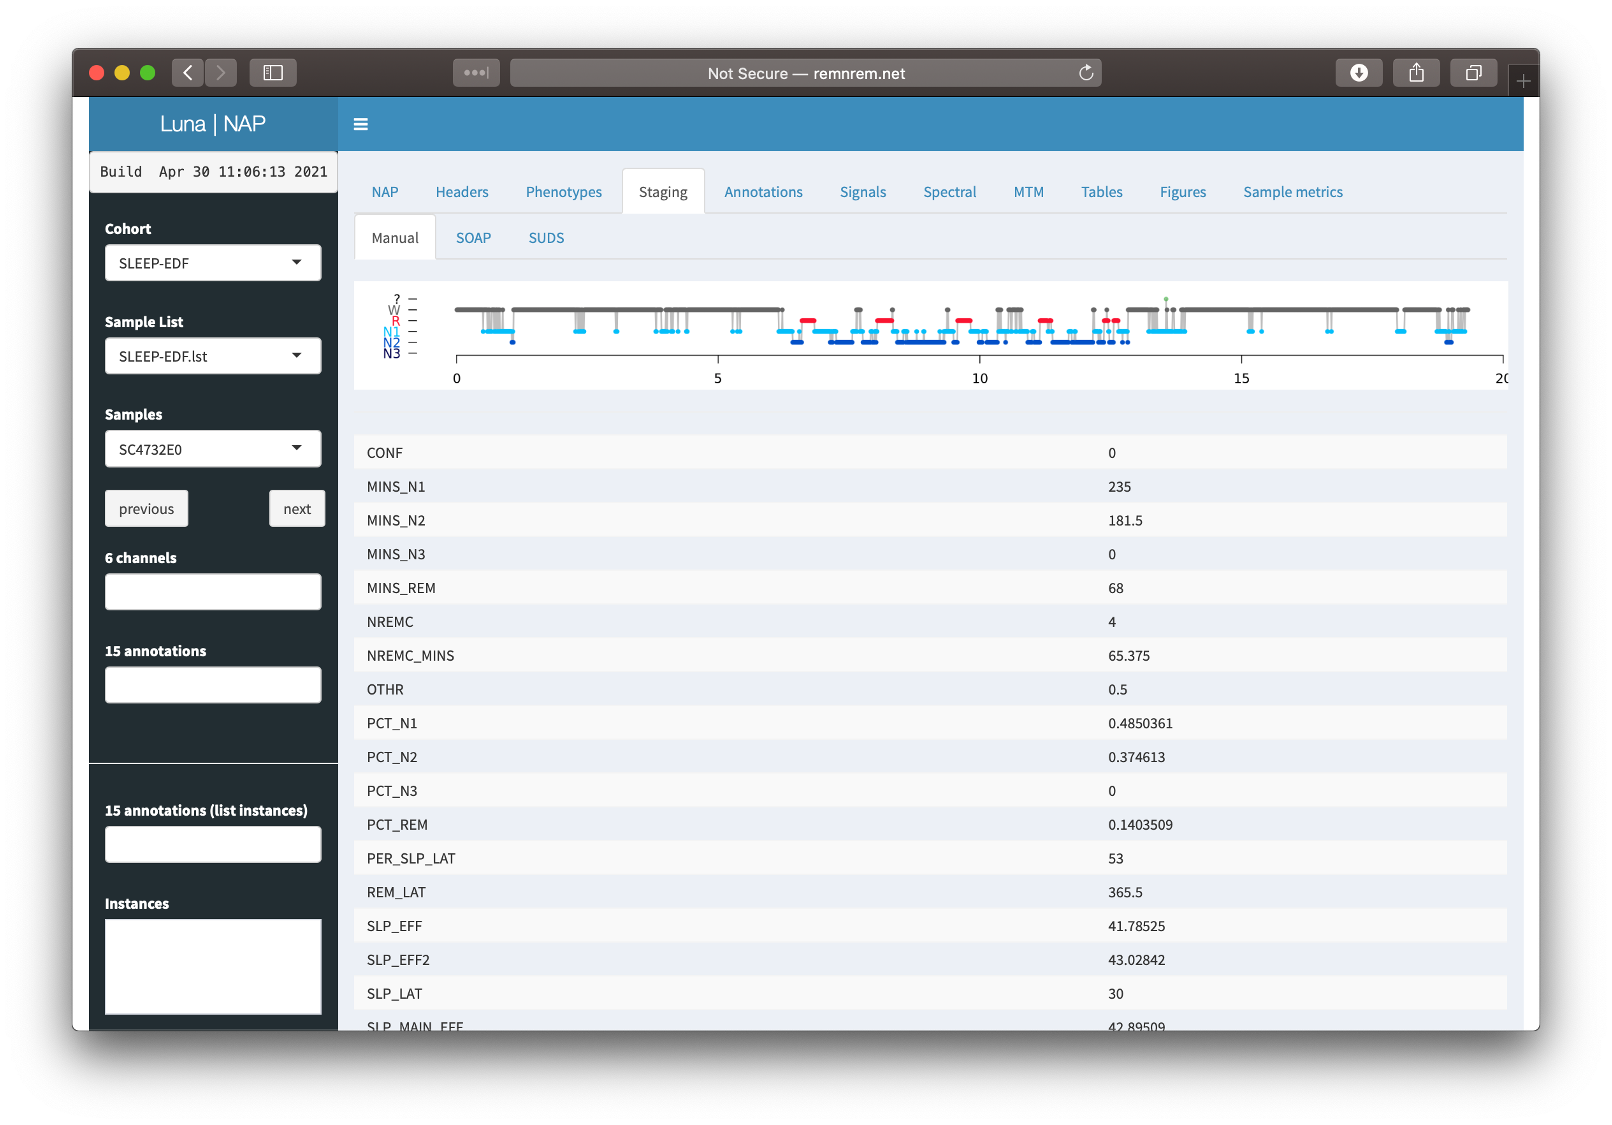 Not Secure — remnrem.net
Luna | NAP
Build Apr 30 11:06:13 2021
NAP Headers Phenotypes Staging Annotations Signals Spectral MTM Tables Figures Sample metrics
Manual SOAP SUDS
Cohort
SLEEP-EDF
Sample List
SLEEP-EDF.lst
Samples
SC4732E0
previous next
6 channels
15 annotations
15 annotations (list instances)
Instances
?
W
R
N1
N2
N3
0 5 10 15 20
CONF 0
MINS_N1 235
MINS_N2 181.5
MINS_N3 0
MINS_REM 68
NREMC 4
NREMC_MINS 65.375
OTHR 0.5
PCT_N1 0.4850361
PCT_N2 0.374613
PCT_N3 0
PCT_REM 0.1403509
PER_SLP_LAT 53
REM_LAT 365.5
SLP_EFF 41.78525
SLP_EFF2 43.02842
SLP_LAT 30
SLP_MAIN_EFF 42.89509